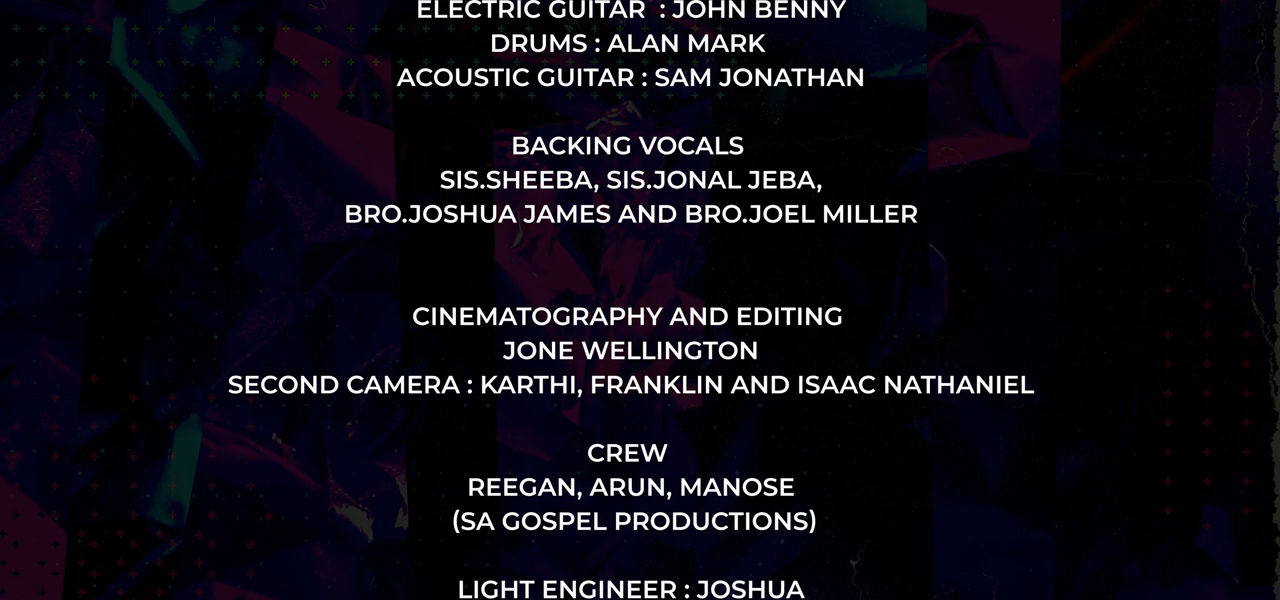 ELECTRIC GUITAR : JOHN BENNY
DRUMS : ALAN MARK
ACOUSTIC GUITAR : SAM JONATHAN
BACKING VOCALS
SIS.SHEEBA, SIS.JONAL JEBA,
BRO.JOSHUA JAMES AND BRO.JOEL MILLER
CINEMATOGRAPHY AND EDITING
JONE WELLINGTON
SECOND CAMERA : KARTHI, FRANKLIN AND ISAAC NATHANIEL
CREW
REEGAN, ARUN, MANOSE
(SA GOSPEL PRODUCTIONS)
LIGHT ENGINEER : JOSHUA